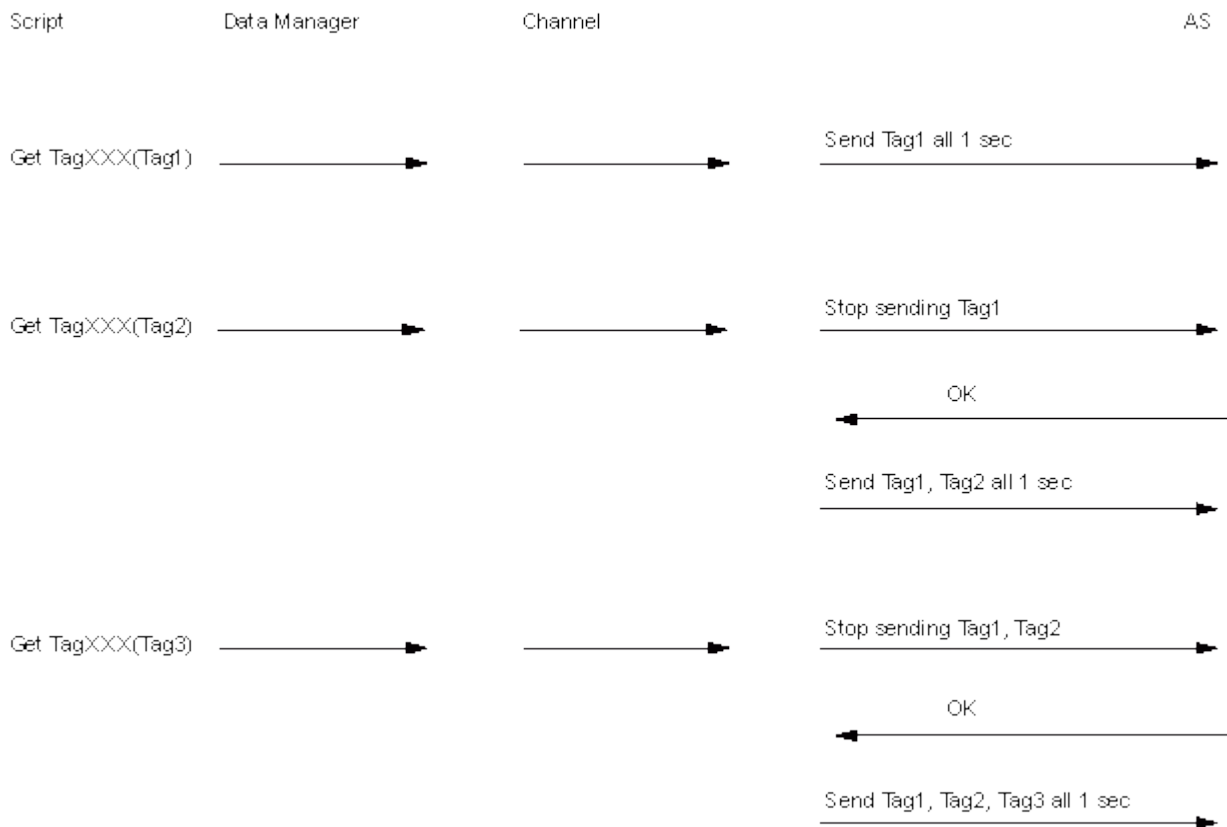 Script Data Manager Channel AS
Get TagXXX(Tag1) Send Tag1 all 1 sec
Get TagXXX(Tag2) Stop sending Tag1
OK
Send Tag1, Tag2 all 1 sec
Get TagXXX(Tag3) Stop sending Tag1, Tag2
OK
Send Tag1, Tag2, Tag3 all 1 sec